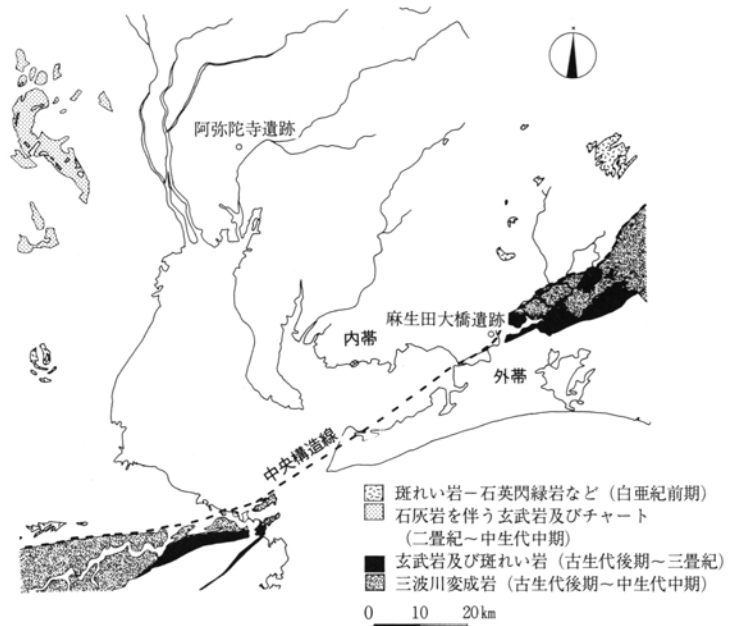 阿弥陀寺遺跡
麻生田大橋遺跡
内帯
外帯
中央構造線
斑れい岩－石英閃緑岩など（白亜紀前期）
石灰岩を伴う玄武岩及びチャート
（二畳紀～中生代中期）
玄武岩及び斑れい岩（古生代後期～三畳紀）
三波川変成岩（古生代後期～中生代中期）
0 10 20km